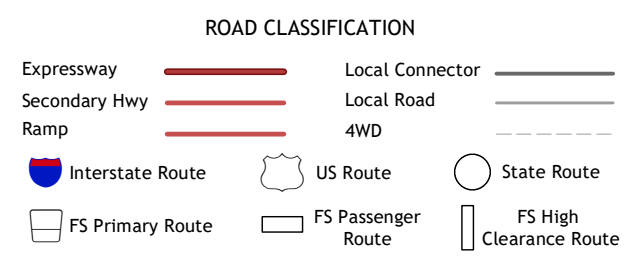 ROAD CLASSIFICATION
Expressway
Local Connector
Secondary Hwy
Local Road
Ramp
4WD
Interstate Route
US Route
State Route
FS Primary Route
FS Passenger
Route
FS High
Clearance Route